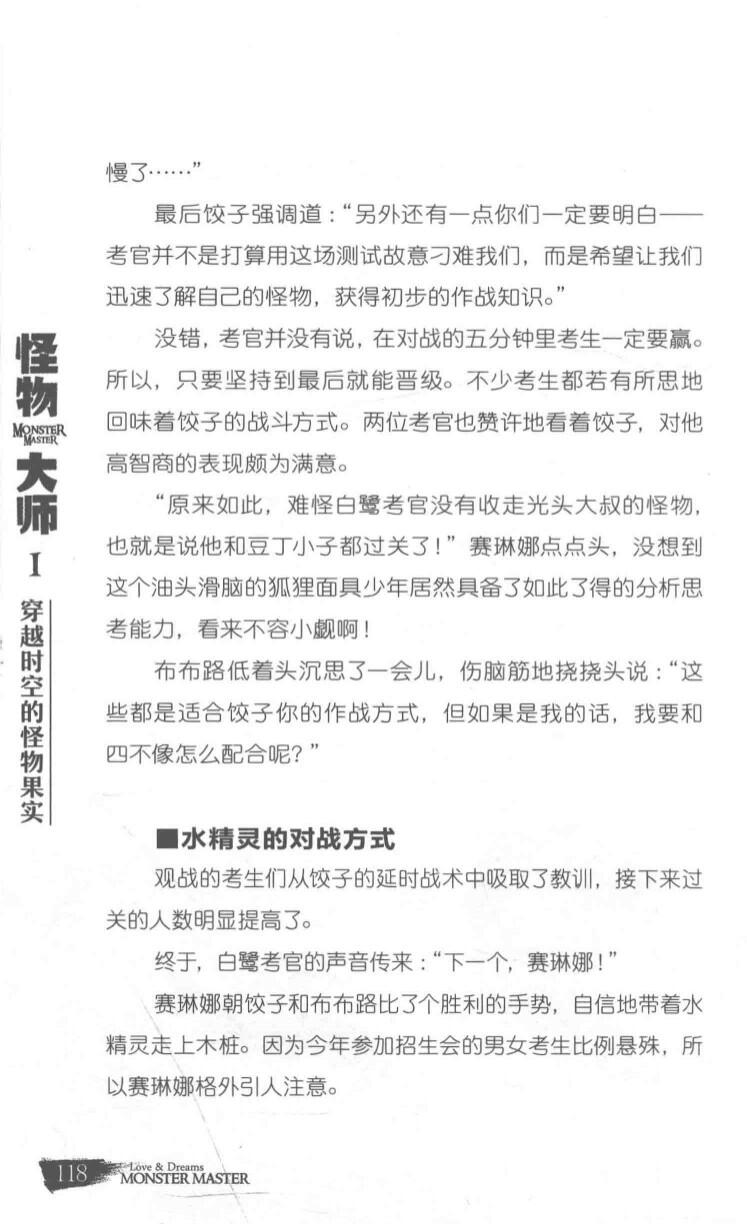 慢了……”
最后饺子强调道：“另外还有一点你们一定要明白——
考官并不是打算用这场测试故意刁难我们，而是希望让我们
迅速了解自己的怪物，获得初步的作战知识。”
没错，考官并没有说，在对战的五分钟里考生一定要赢。
所以，只要坚持到最后就能晋级。不少考生都若有所思地
回味着饺子的战斗方式。两位考官也赞许地看着饺子，对他
高智商的表现颇为满意。
“原来如此，难怪白鹭考官没有收走光头大叔的怪物，
也就是说他和豆丁小子都过关了！”赛琳娜点点头，没想到
这个油头滑脑的狐狸面具少年居然具备了如此了得的分析思
考能力，看来不容小觑啊！
布布路低着头沉思了一会儿，伤脑筋地挠挠头说：“这
些都是适合饺子你的作战方式，但如果是我的话，我要和
四不像怎么配合呢？”
■水精灵的对战方式
观战的考生们从饺子的延时战术中吸取了教训，接下来过
关的人数明显提高了。
终于，白鹭考官的声音传来：“下一个，赛琳娜！”
赛琳娜朝饺子和布布路比了个胜利的手势，自信地带着水
精灵走上木桩。因为今年参加招生会的男女考生比例悬殊，所
以赛琳娜格外引人注意。
怪物
MONSTER
MASTER
大师
I
穿越时空的怪物果实
118
Love & Dreams
MONSTER MASTER